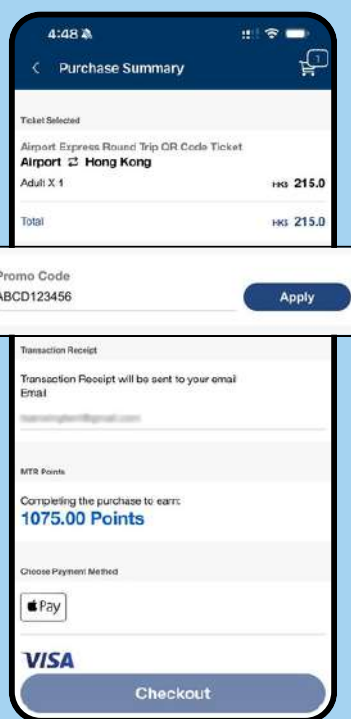 4:48
Purchase Summary
1
Ticket Selected
Airport Express Round Trip QR Code Ticket
Airport ⇄ Hong Kong
Adult X 1 HK$ 215.0
Total HK$ 215.0
Promo Code
ABCD123456 Apply
Transaction Receipt
Transaction Receipt will be sent to your email
Email
MTR Points
Completing the purchase to earn:
1075.00 Points
Choose Payment Method
Pay
VISA
Checkout